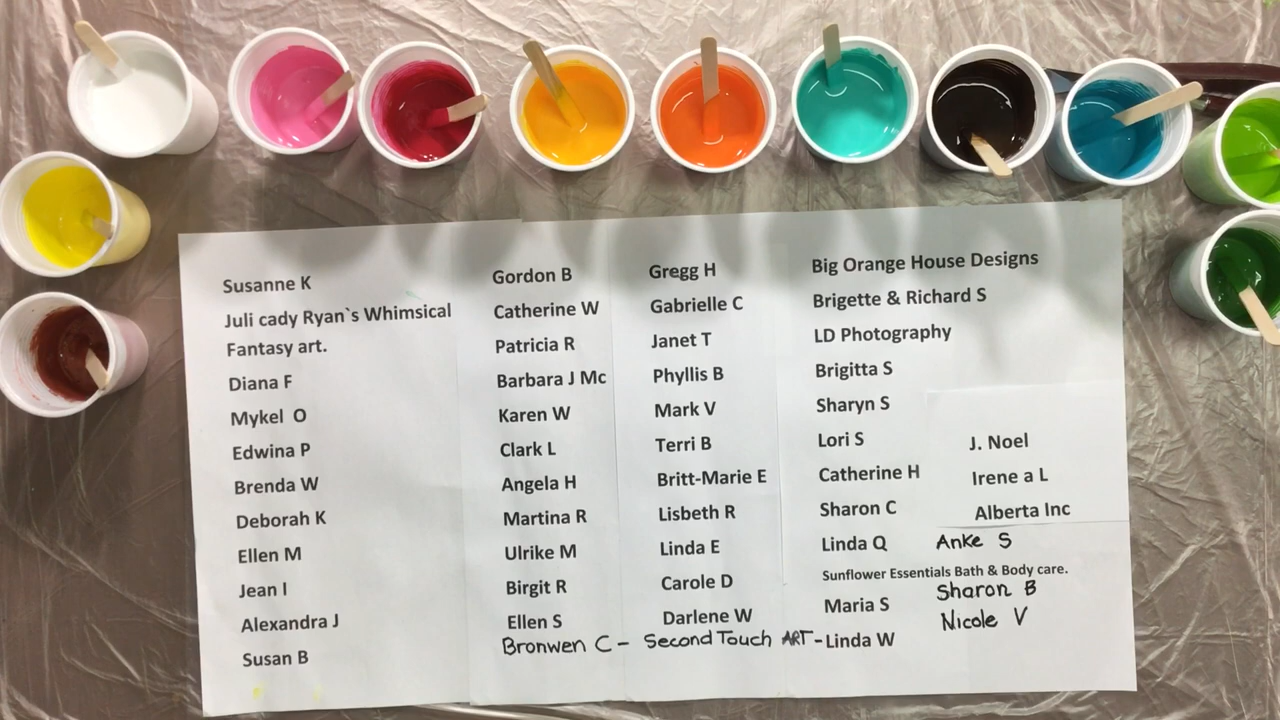 Susanne K
Juli cady Ryan`s Whimsical
Fantasy art.
Diana F
Mykel O
Edwina P
Brenda W
Deborah K
Ellen M
Jean I
Alexandra J
Susan B
Gordon B
Catherine W
Patricia R
Barbara J Mc
Karen W
Clark L
Angela H
Martina R
Ulrike M
Birgit R
Ellen S
Bronwen C - Second Touch ART -
Gregg H
Gabrielle C
Janet T
Phyllis B
Mark V
Terri B
Britt-Marie E
Lisbeth R
Linda E
Carole D
Darlene W
Big Orange House Designs
Brigette & Richard S
LD Photography
Brigitta S
Sharyn S
Lori S
Catherine H
Sharon C
Linda Q
Sunflower Essentials Bath & Body care.
Maria S
Linda W
J. Noel
Irene a L
Alberta Inc
Anke S
Sharon B
Nicole V